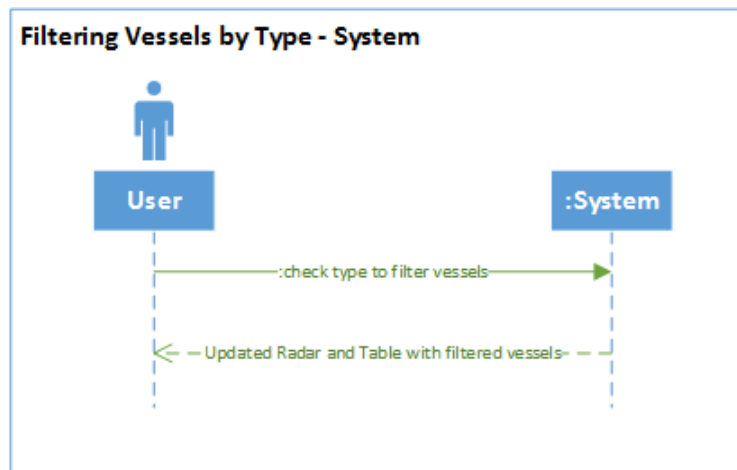 Filtering Vessels by Type - System
User
:System
:check type to filter vessels
Updated Radar and Table with filtered vessels